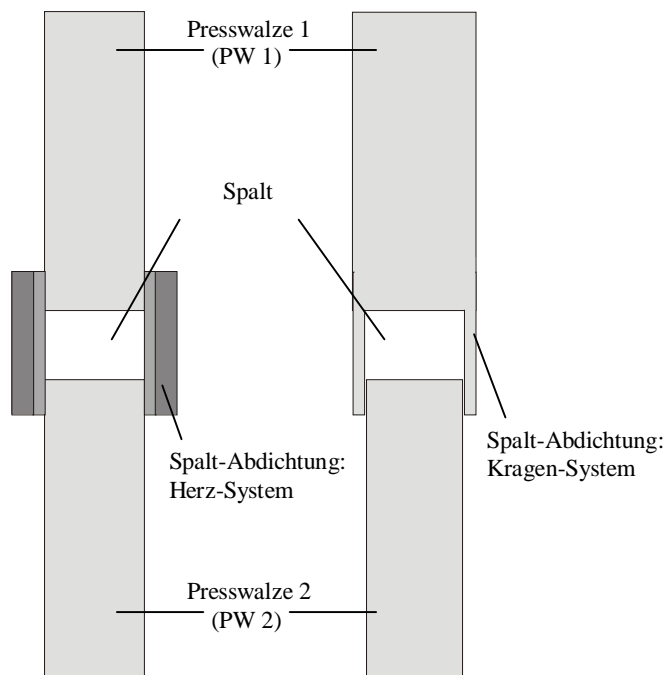 Presswalze 1
(PW 1)
Spalt
Spalt-Abdichtung:
Herz-System
Spalt-Abdichtung:
Kragen-System
Presswalze 2
(PW 2)